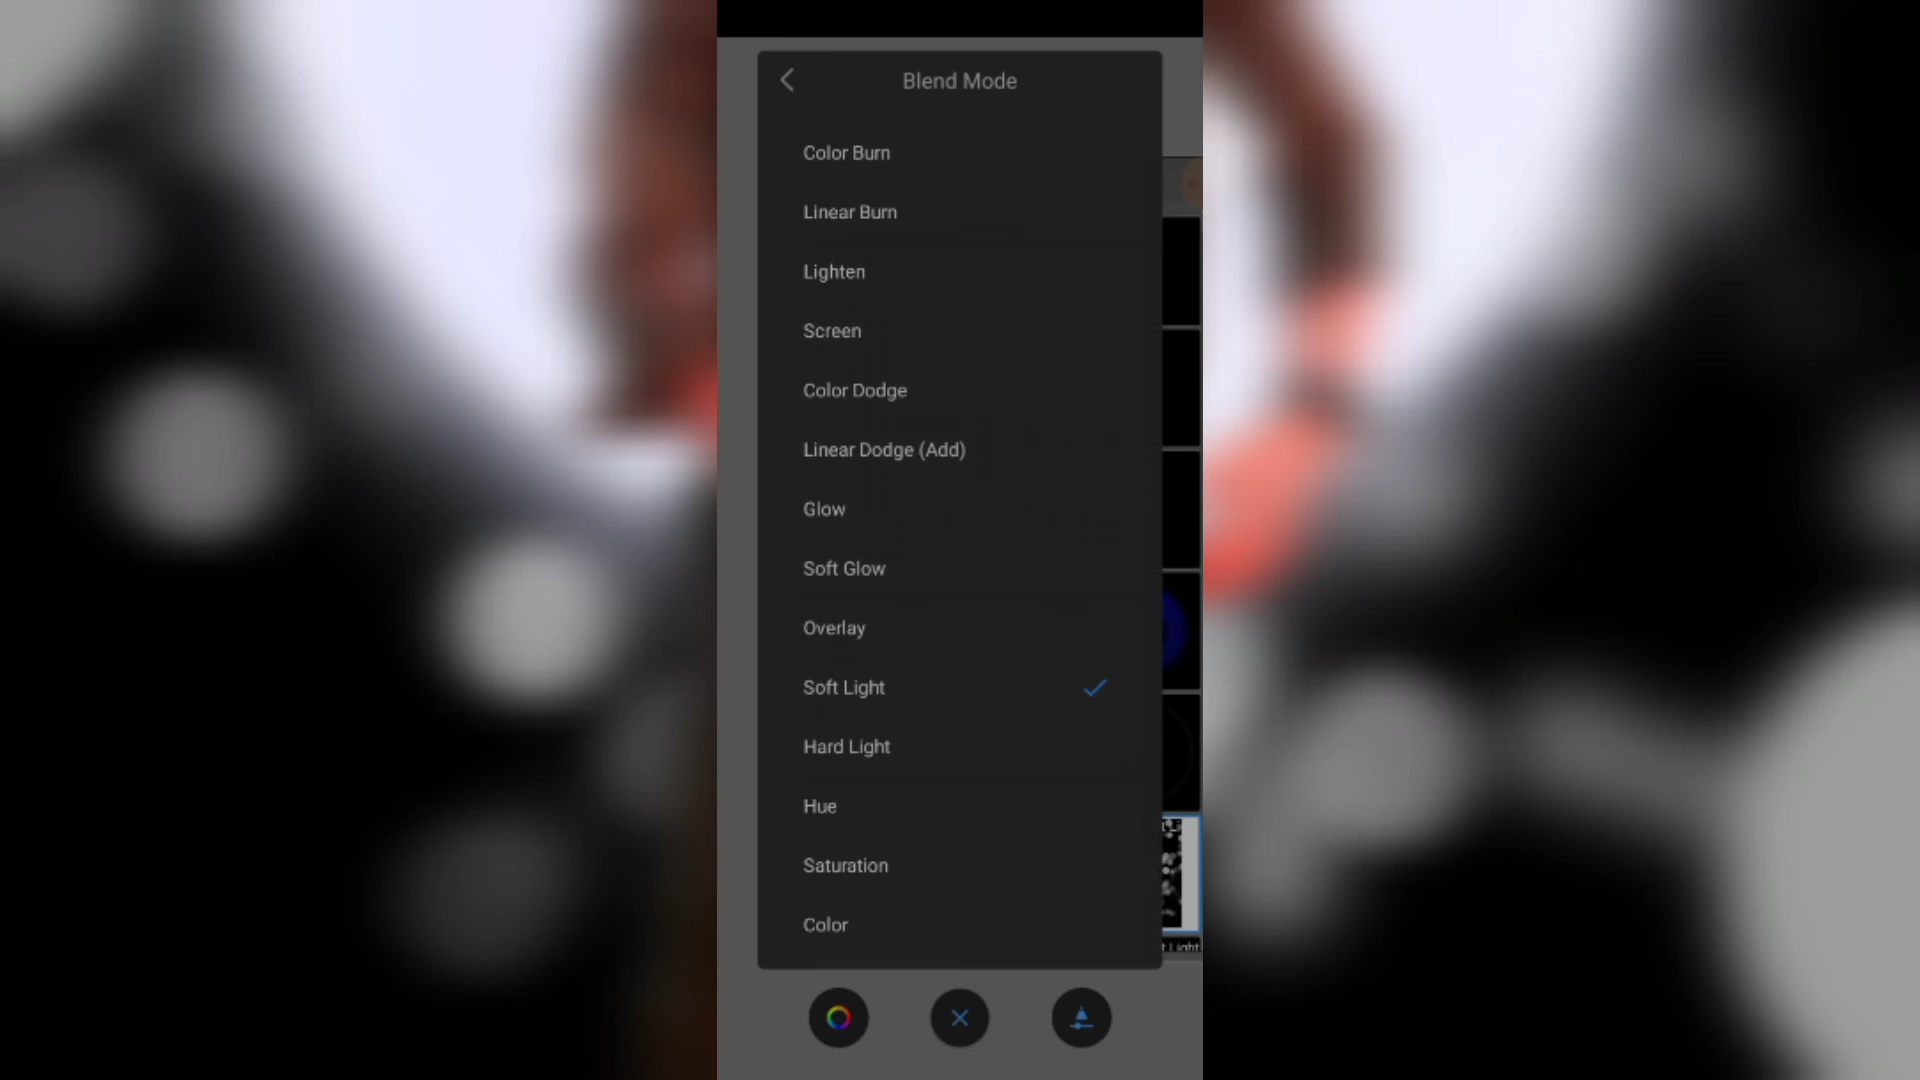 Blend Mode
Color Burn
Linear Burn
Lighten
Screen
Color Dodge
Linear Dodge (Add)
Glow
Soft Glow
Overlay
Soft Light
Hard Light
Hue
Saturation
Color
t Light